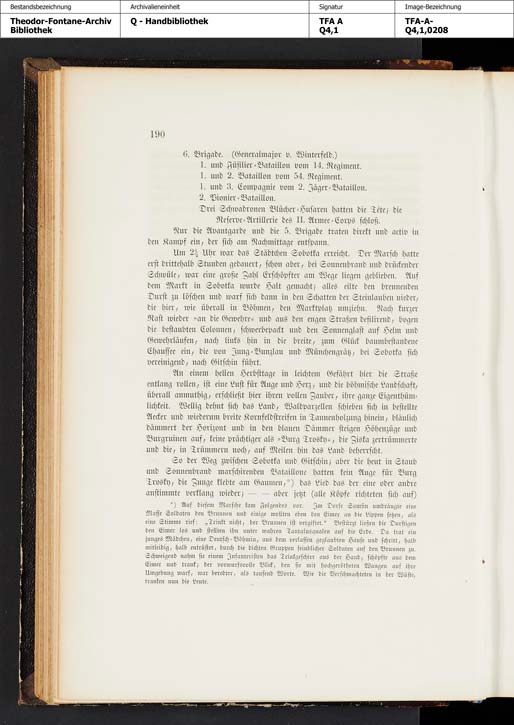 Bestandsbezeichnung Archivalieneinheit Signatur Image-Bezeichnung
Theodor-Fontane-Archiv Q - Handbibliothek TFA A TFA-A-
Bibliothek Q4,1 Q4,1,0208
190
6. Brigade. (Generalmajor v. Winterfeld.)
1. und Füsilier-Bataillon vom 14. Regiment.
1. und 2. Bataillon vom 54. Regiment.
1. und 3. Compagnie vom 2. Jäger-Bataillon.
2. Pionier-Bataillon.
Drei Schwadronen Blücher-Husaren hatten die Tête; die
Reserve-Artillerie des II. Armee-Corps schloß.
Nur die Avantgarde und die 5. Brigade traten direkt und activ in
den Kampf ein, der sich am Nachmittage entspann.
Um 2½ Uhr war das Städtchen Sobotka erreicht. Der Marsch hatte
erst drittehalb Stunden gedauert, schon aber, bei Sonnenbrand und drückender
Schwüle, war eine große Zahl Erschöpfter am Wege liegen geblieben. Auf
dem Markt in Sobotka wurde Halt gemacht; alles eilte den brennenden
Durst zu löschen und warf sich dann in den Schatten der Steinlauben nieder,
die hier, wie überall in Böhmen, den Marktplatz umziehn. Nach kurzer
Rast wieder »an die Gewehre« und aus den engen Straßen defilirend, bogen
die bestaubten Colonnen, schwerbepackt und den Sonnenglast auf Helm und
Gewehrläufen, nach links hin in die breite, zum Glück baumbestandene
Chaussee ein, die von Jung-Bunzlau und Münchengrätz, bei Sobotka sich
vereinigend, nach Gitschin führt.
An einem hellen Herbsttage in leichtem Gefährt hier die Straße
entlang rollen, ist eine Lust für Auge und Herz, und die böhmische Landschaft,
überall anmuthig, erschließt hier ihren vollen Zauber, ihre ganze Eigenthüm-
lichkeit. Wellig dehnt sich das Land, Waldparzellen schieben sich in bestellte
Aecker und wiederum breite Kornfeldstreifen in Tannenholzung hinein, bläulich
dämmert der Horizont und in den blauen Dämmer steigen Höhenzüge und
Burgruinen auf, keine prächtiger als »Burg Trosky«, die Ziska zertrümmerte
und die, in Trümmern noch, auf Meilen hin das Land beherrscht.
So der Weg zwischen Sobotka und Gitschin; aber die heut in Staub
und Sonnenbrand marschirenden Bataillone hatten kein Auge für Burg
Trosky, die Zunge klebte am Gaumen,*) das Lied das der eine oder andre
anstimmte verklang wieder; — — aber jetzt (alle Köpfe richteten sich auf)
*) Auf diesem Marsche kam Folgendes vor. Im Dorfe Samsin umdrängte eine
Masse Soldaten den Brunnen und einige wollten eben den Eimer an die Lippen setzen, als
eine Stimme rief: „Trinkt nicht, der Brunnen ist vergiftet.“ Bestürzt ließen die Durstigen
den Eimer los und stellten ihn unter wahren Tantalusqualen auf die Erde. Da trat ein
junges Mädchen, eine Deutsch-Böhmin, aus dem verlassen geglaubten Hause und schritt, halb
mitleidig, halb entrüstet, durch die dichten Gruppen feindlicher Soldaten auf den Brunnen zu.
Schweigend nahm sie einem Infanteristen das Trinkgeschirr aus der Hand, schöpfte aus dem
Eimer und trank; der vorwurfsvolle Blick, den sie mit hochgerötheten Wangen auf ihre
Umgebung warf, war beredter, als tausend Worte. Wie die Verschmachteten in der Wüste,
tranken nun die Leute.